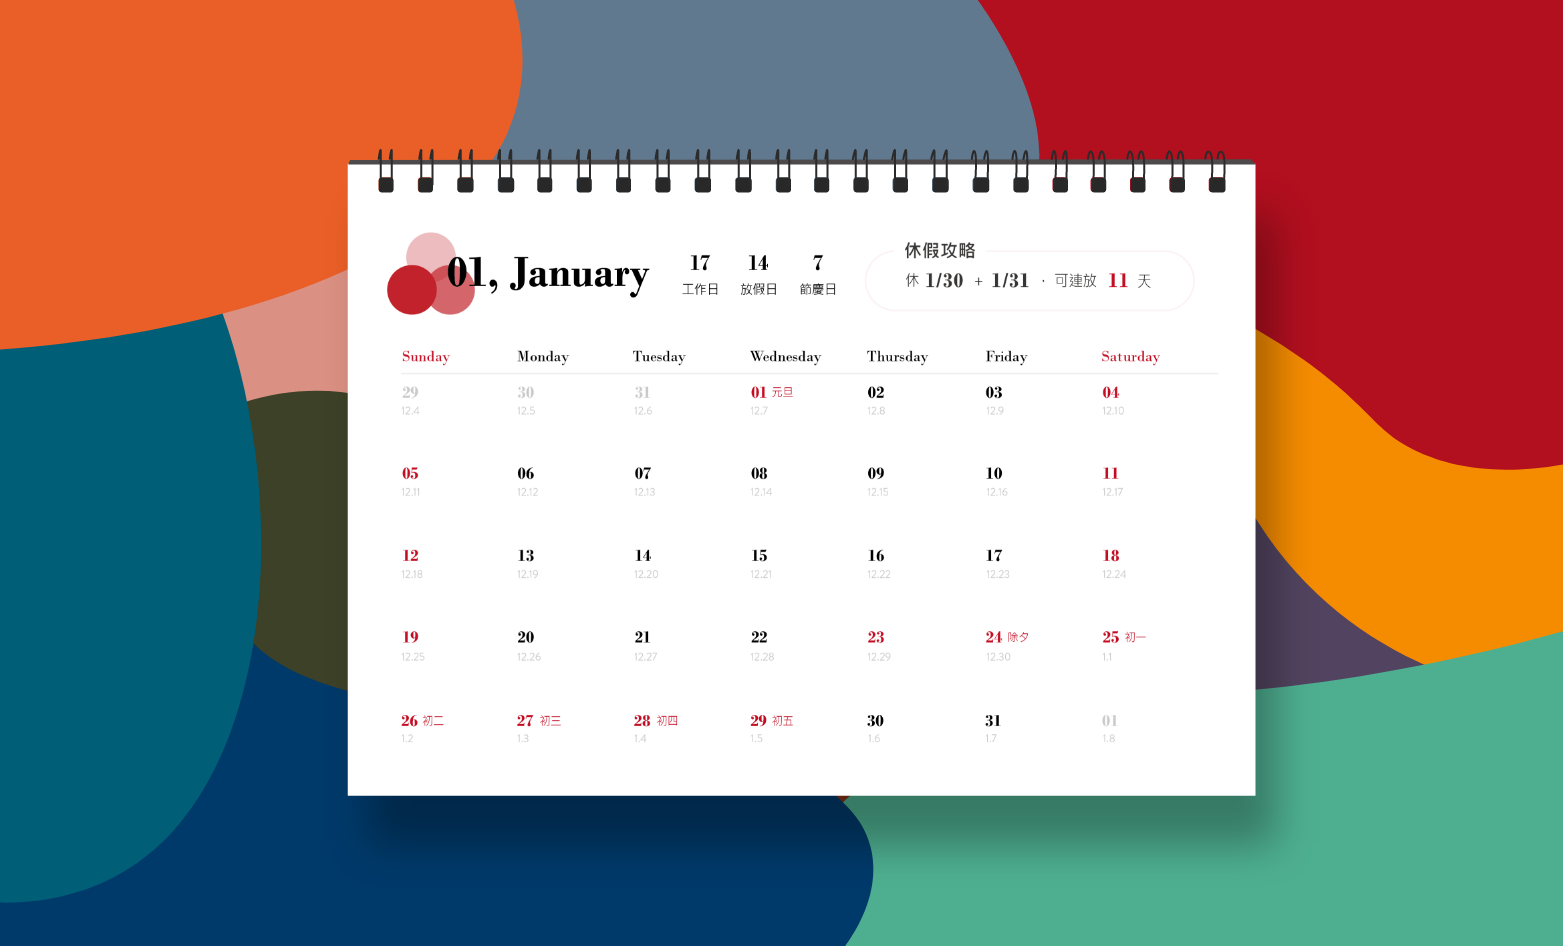 01, January
17 14 7
工作日 放假日 節慶日
休假攻略
休 1/30 + 1/31 · 可連放 11 天
Sunday Monday Tuesday Wednesday Thursday Friday Saturday
29 30 31 01 元旦 02 03 04
12.4 12.5 12.6 12.7 12.8 12.9 12.10
05 06 07 08 09 10 11
12.11 12.12 12.13 12.14 12.15 12.16 12.17
12 13 14 15 16 17 18
12.18 12.19 12.20 12.21 12.22 12.23 12.24
19 20 21 22 23 24 除夕 25 初一
12.25 12.26 12.27 12.28 12.29 12.30 1.1
26 初二 27 初三 28 初四 29 初五 30 31 01
1.2 1.3 1.4 1.5 1.6 1.7 1.8